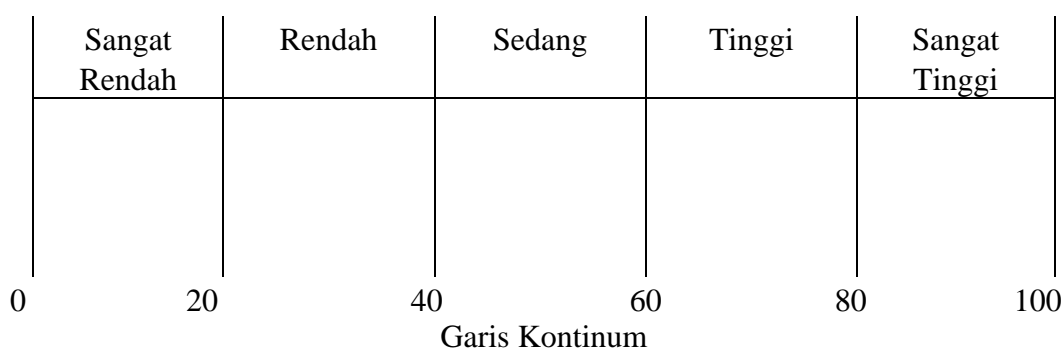 Sangat Rendah Rendah Sedang Tinggi Sangat Tinggi
0 20 40 60 80 100
Garis Kontinum